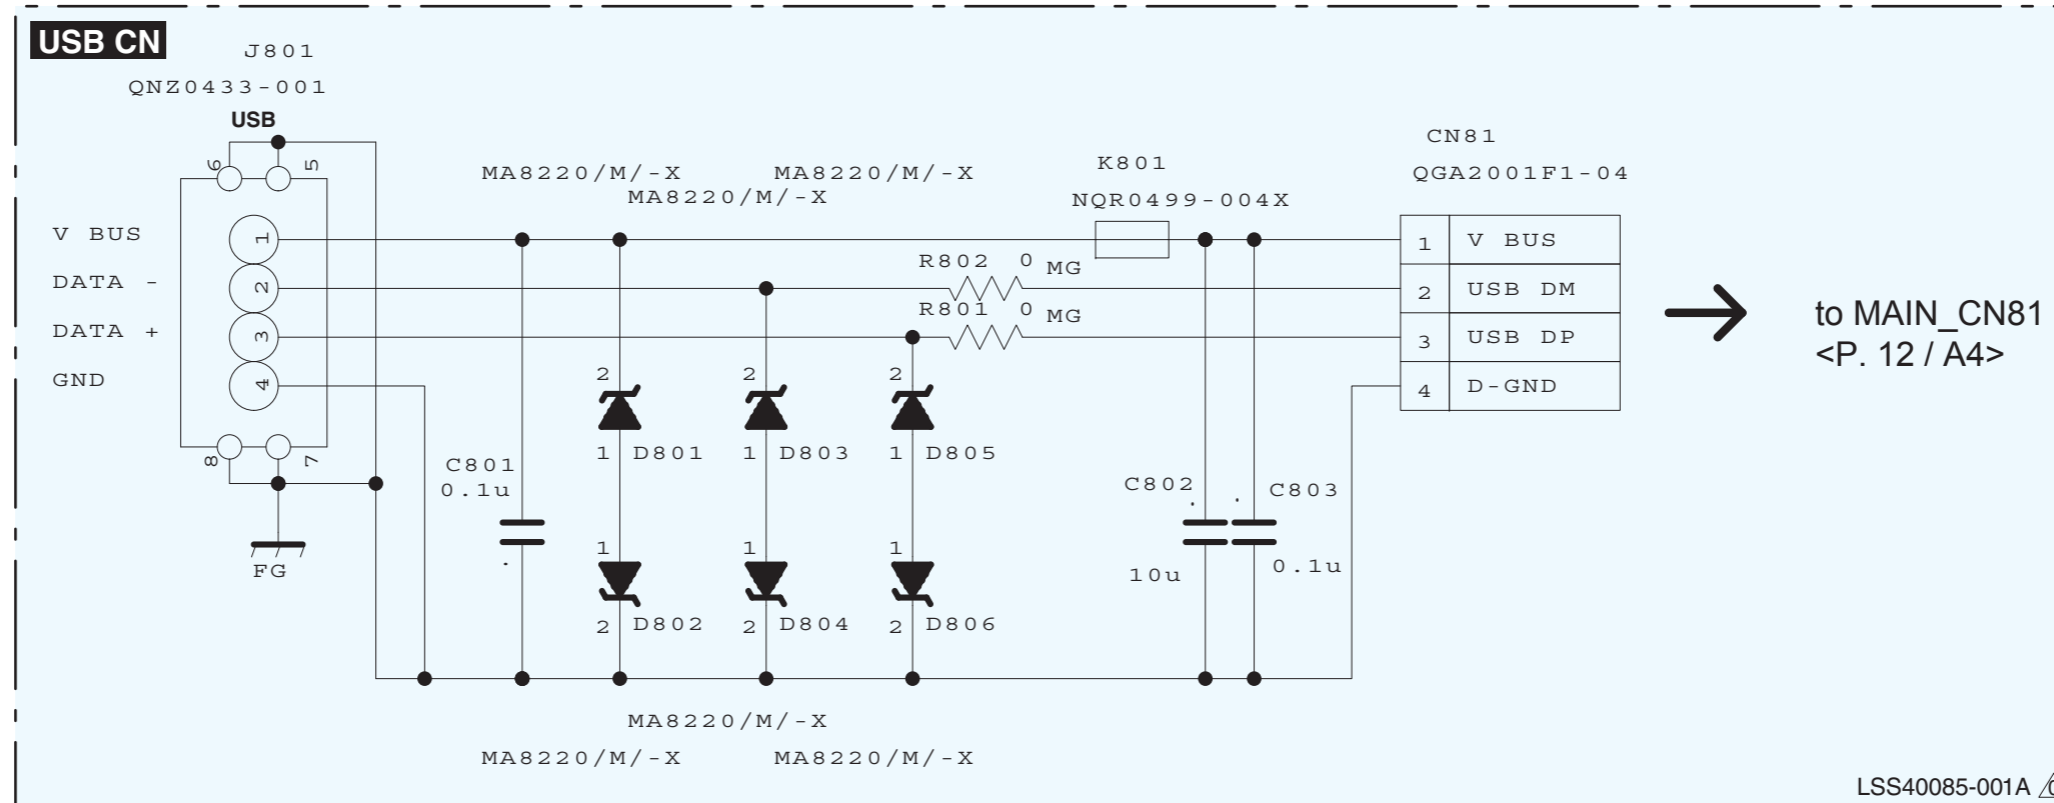 USB CN
J801
QNZ0433-001
USB
6 5
V BUS
DATA -
DATA +
GND
1
2
3
4
8 7
FG
MA8220/M/-X MA8220/M/-X
MA8220/M/-X
K801
NQR0499-004X
CN81
QGA2001F1-04
R802 0 MG
R801 0 MG
1 V BUS
2 USB DM
3 USB DP
4 D-GND
to MAIN_CN81
<P. 12 / A4>
2 2 2
1 D801 1 D803 1 D805
C801
0.1u
C802 C803
10u 0.1u
1 1 1
2 D802 2 D804 2 D806
MA8220/M/-X
MA8220/M/-X MA8220/M/-X
LSS40085-001A